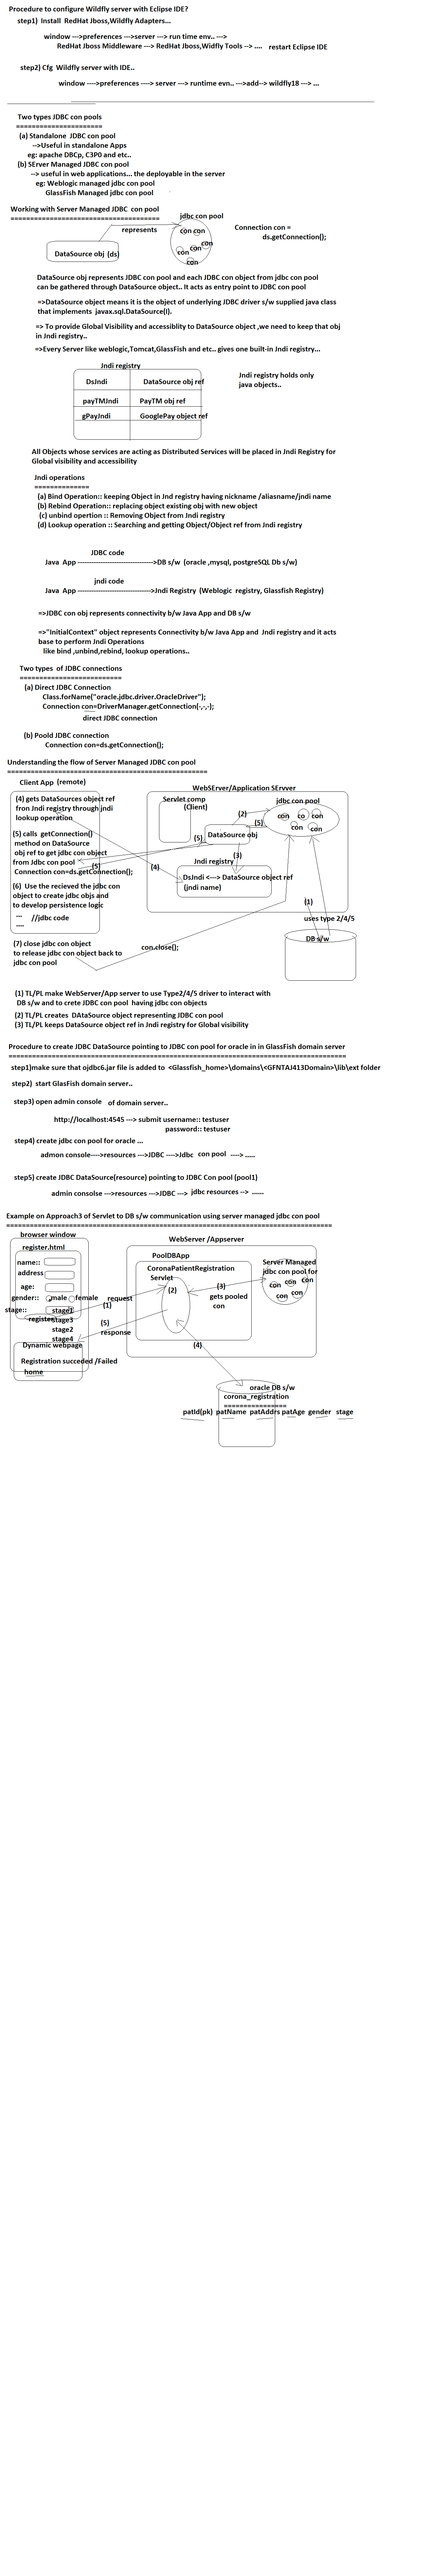 Procedure to configure Wildfly server with Eclipse IDE?
step1) Install RedHat Jboss,Wildfly Adapters...
window --->preferences --->server ---> run time env.. --->
RedHat Jboss Middleware ---> RedHat Jboss,Widfly Tools --> .... restart Eclipse IDE
step2) Cfg Wildfly server with IDE..
window ---->preferences ----> server ---> runtime evn.. --->add--> wildfly18 ---> ...
Two types JDBC con pools
======================
(a) Standalone JDBC con pool
-->Useful in standalone Apps
eg: apache DBCp, C3P0 and etc..
(b) SErver Managed JDBC con pool
--> useful in web applications... the deployable in the server
eg: Weblogic managed jdbc con pool
GlassFish Managed jdbc con pool
Working with Server Managed JDBC con pool
======================================
jdbc con pool
represents
con con
con
con
con
con
Connection con =
ds.getConnection();
DataSource obj (ds)
DataSource obj represents JDBC con pool and each JDBC con object from jdbc con pool
can be gathered through DataSource object.. It acts as entry point to JDBC con pool
=>DataSource object means it is the object of underlying JDBC driver s/w supplied java class
that implements javax.sql.DataSource(I).
=> To provide Global Visibility and accessiblity to DataSource object ,we need to keep that obj
in Jndi registry..
=>Every Server like weblogic,Tomcat,GlassFish and etc.. gives one built-in Jndi registry...
Jndi registry
DsJndi DataSource obj ref
payTMJndi PayTM obj ref
gPayJndi GooglePay object ref
Jndi registry holds only
java objects..
All Objects whose services are acting as Distributed Services will be placed in Jndi Registry for
Global visibility and accessibility
Jndi operations
==============
(a) Bind Operation:: keeping Object in Jnd registry having nickname /aliasname/jndi name
(b) Rebind Operation:: replacing object existing obj with new object
(c) unbind opertion :: Removing Object from Jndi registry
(d) Lookup operation :: Searching and getting Object/Object ref from Jndi registry
JDBC code
Java App --------------------------------->DB s/w (oracle ,mysql, postgreSQL Db s/w)
jndi code
Java App -------------------------------->Jndi Registry (Weblogic registry, Glassfish Registry)
=>JDBC con obj represents connectivity b/w Java App and DB s/w
=>"InitialContext" object represents Connectivity b/w Java App and Jndi registry and it acts
base to perform Jndi Operations
like bind ,unbind,rebind, lookup operations..
Two types of JDBC connections
==========================
(a) Direct JDBC Connection
Class.forName("oracle.jdbc.driver.OracleDriver");
Connection con=DriverManager.getConnection(-,-,-);
direct JDBC connection
(b) Poold JDBC connection
Connection con=ds.getConnection();
Understanding the flow of Server Managed JDBC con pool
===================================================
Client App (remote)
WebSErver/Application SErvver
(4) gets DataSources object ref
fron Jndi registry through jndi
lookup operation
Servlet comp
(Client)
(2)
jdbc con pool
con co con
con con
(5)
DataSource obj
(5) calls getConnection()
method on DataSource
obj ref to get jdbc con object
from Jdbc con pool
Connection con=ds.getConnection();
(5)
(5)
(4)
(3)
Jndi registry
DsJndi <---> DataSource object ref
(jndi name)
(6) Use the recieved the jdbc con
object to create jdbc objs and
to develop persistence logic
... //jdbc code
....
(1)
uses type 2/4/5
DB s/w
(7) close jdbc con object
to release jdbc con object back to
jdbc con pool
con.close();
(1) TL/PL make WebServer/App server to use Type2/4/5 driver to interact with
DB s/w and to crete JDBC con pool having jdbc con objects
(2) TL/PL creates DAtaSource object representing JDBC con pool
(3) TL/PL keeps DataSource object ref in Jndi registry for Global visibility
Procedure to create JDBC DataSource pointing to JDBC con pool for oracle in in GlassFish domain server
======================================================================================
step1)make sure that ojdbc6.jar file is added to <Glassfish_home>\domains\<GFNTAJ413Domain>\lib\ext folder
step2) start GlasFish domain server..
step3) open admin console of domain server..
http://localhost:4545 ---> submit username:: testuser
password:: testuser
step4) create jdbc con pool for oracle ...
admon console---->resources --->JDBC ---->Jdbc con pool ----> .....
step5) create JDBC DataSource(resource) pointing to JDBC Con pool (pool1)
admin consolse --->resources --->JDBC ---> jdbc resources --> ......
Example on Approach3 of Servlet to DB s/w communication using server managed jdbc con pool
===================================================================================
browser window
WebServer /Appserver
register.html
PoolDBApp
name::
address
age:
gender:: male female
stage:: stage1
register stage3
stage2
stage4
request
(1)
CoronaPatientRegistration
Servlet
(2)
(3)
gets pooled
con
Server Managed
jdbc con pool for
con con con
con con
(5)
response
(4)
Dynamic webpage
Registration succeded /Failed
home
oracle DB s/w
corona_registration
================
patId(pk) patName patAddrs patAge gender stage